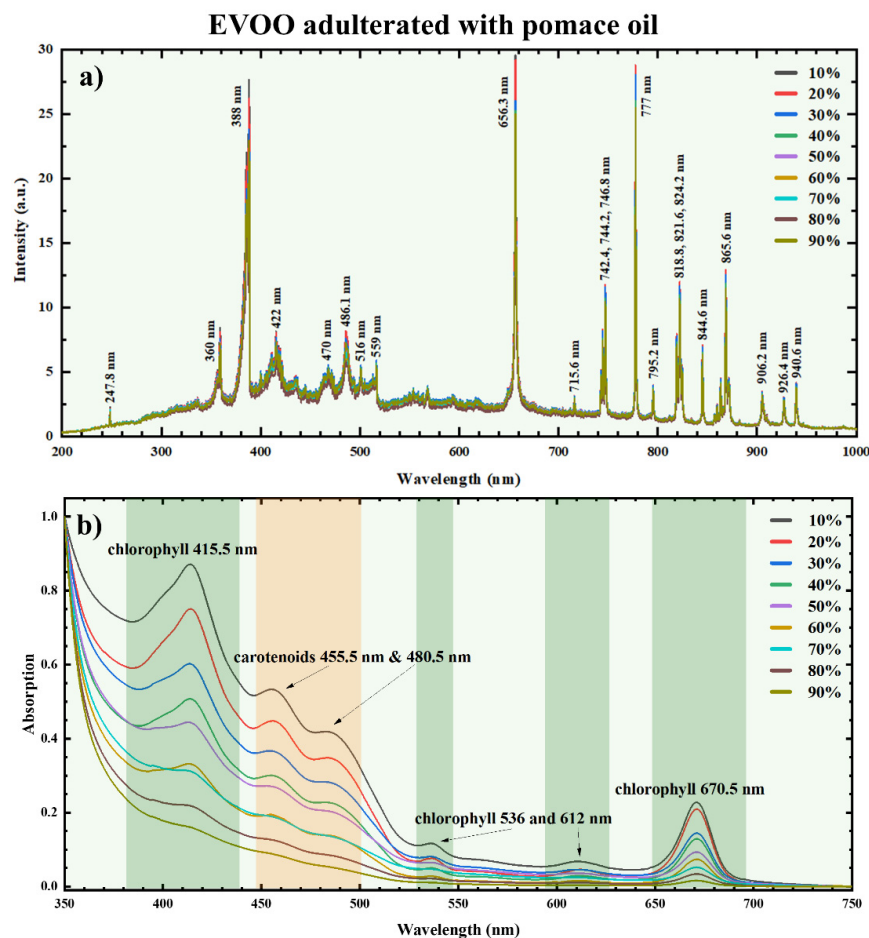 EVOO adulterated with pomace oil
a)
30
25
20
15
10
5
0
Intensity (a.u.)
247.8 nm
360 nm
388 nm
422 nm
470 nm
486.1 nm
516 nm
559 nm
656.3 nm
715.6 nm
742.4, 744.2, 746.8 nm
777 nm
795.2 nm
818.8, 821.6, 824.2 nm
844.6 nm
865.6 nm
906.2 nm
926.4 nm
940.6 nm
10%
20%
30%
40%
50%
60%
70%
80%
90%
200 300 400 500 600 700 800 900 1000
Wavelength (nm)
b)
1.0
0.8
0.6
0.4
0.2
0.0
Absorption
chlorophyll 415.5 nm
carotenoids 455.5 nm & 480.5 nm
chlorophyll 536 and 612 nm
chlorophyll 670.5 nm
10%
20%
30%
40%
50%
60%
70%
80%
90%
350 400 450 500 550 600 650 700 750
Wavelength (nm)